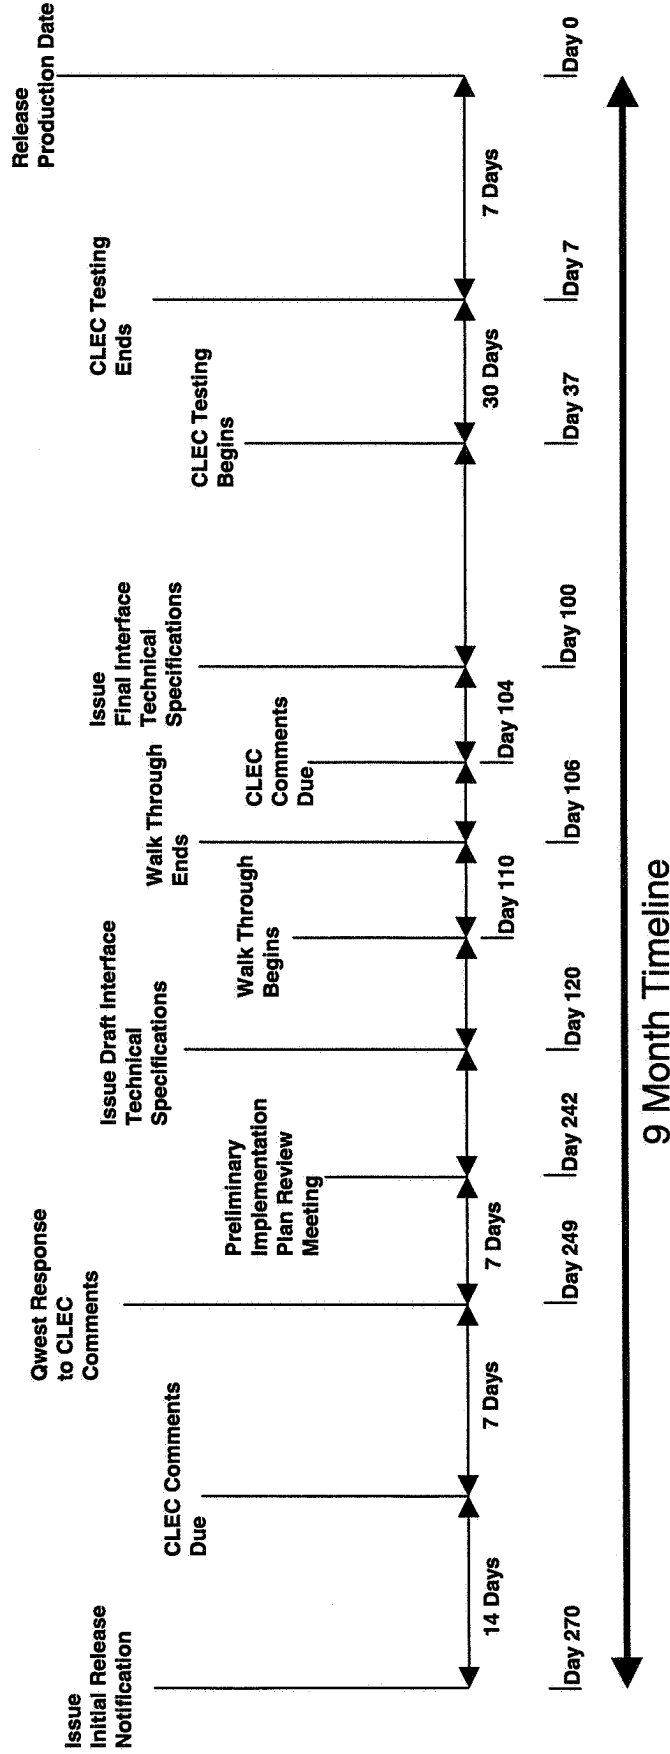 Issue
Initial Release
Notification
CLEC Comments
Due
Qwest Response
to CLEC
Comments
Preliminary
Implementation
Plan Review
Meeting
Issue Draft Interface
Technical
Specifications
Walk Through
Begins
Walk Through
Ends
CLEC
Comments
Due
Issue
Final Interface
Technical
Specifications
CLEC Testing
Begins
CLEC Testing
Ends
Release
Production Date
14 Days
7 Days
7 Days
30 Days
7 Days
Day 270
Day 249
Day 242
Day 120
Day 110
Day 106
Day 104
Day 100
Day 37
Day 7
Day 0
9 Month Timeline